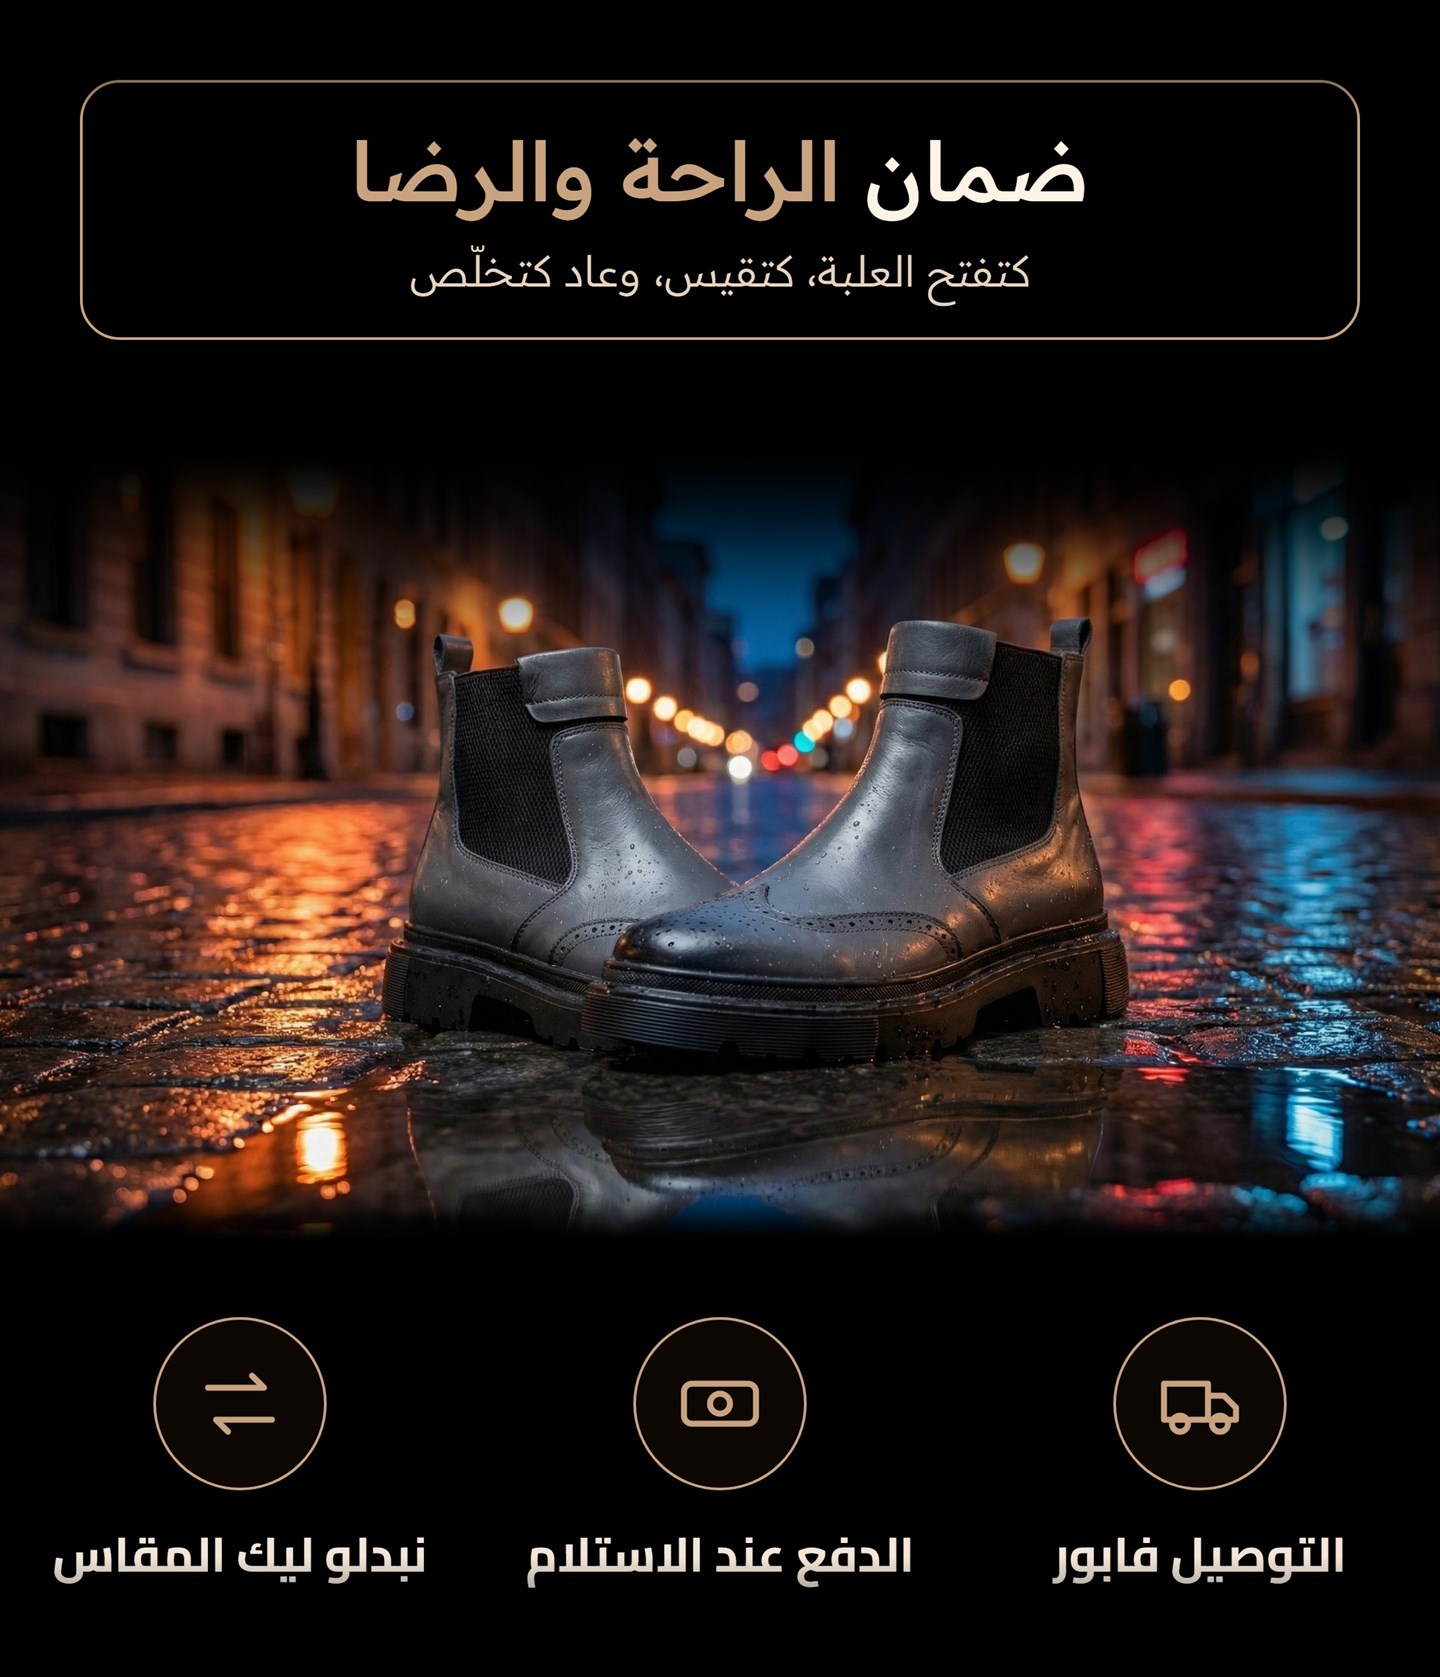 ضمان الراحة والرضا
كتفتح العلبة، كتقيس، وعاد كتخلّص
التوصيل فابور
الدفع عند الاستلام
نبدلو ليك المقاس